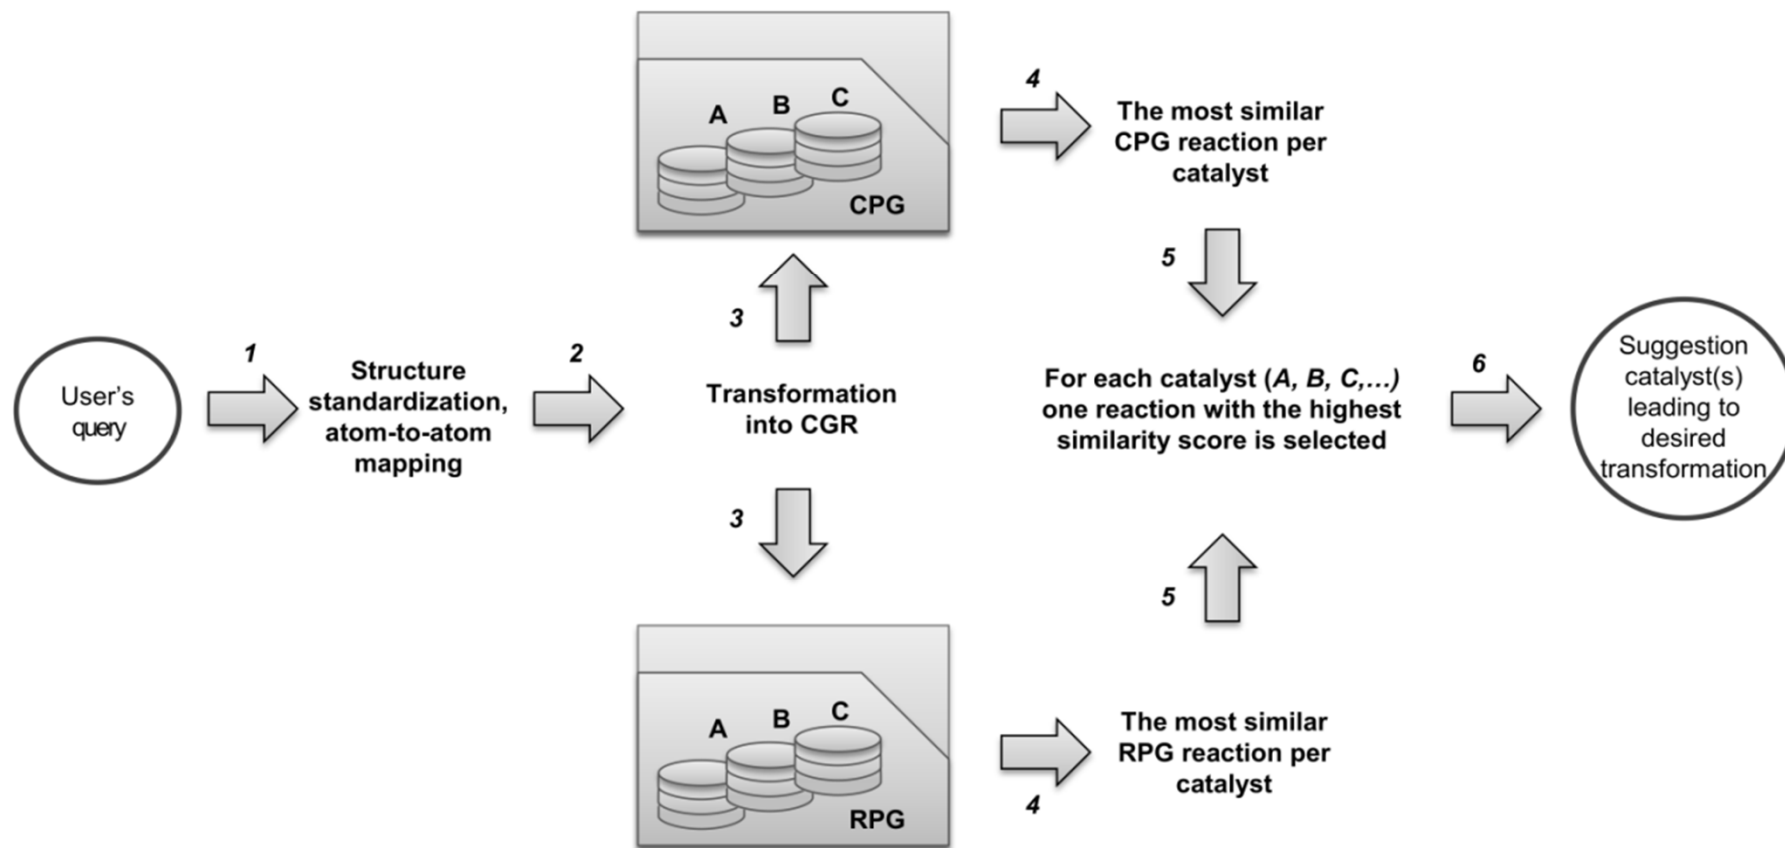 User's
query
1
Structure
standardization,
atom-to-atom
mapping
2
Transformation
into CGR
3
A B C
CPG
4
The most similar
CPG reaction per
catalyst
5
3
A B C
RPG
4
The most similar
RPG reaction per
catalyst
5
For each catalyst (A, B, C,...)
one reaction with the highest
similarity score is selected
6
Suggestion
catalyst(s)
leading to
desired
transformation